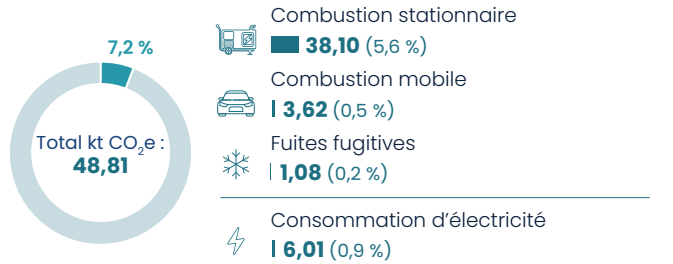 7,2 %
Total kt CO2e :
48,81
Combustion stationnaire
38,10 (5,6 %)
Combustion mobile
3,62 (0,5 %)
Fuites fugitives
1,08 (0,2 %)
Consommation d’électricité
6,01 (0,9 %)